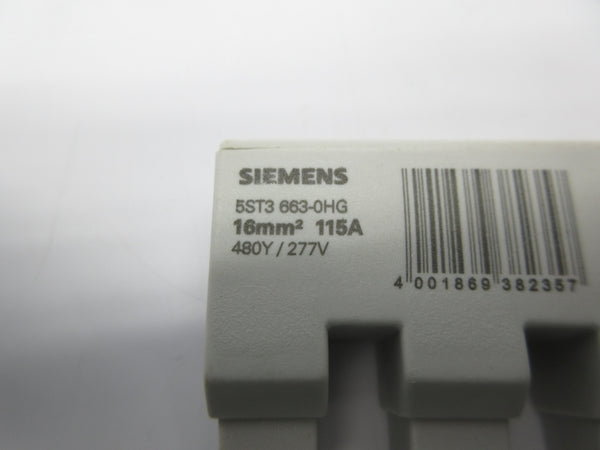 SIEMENS
5ST3 663-0HG
16mm² 115A
480Y / 277V
4 001869 382357